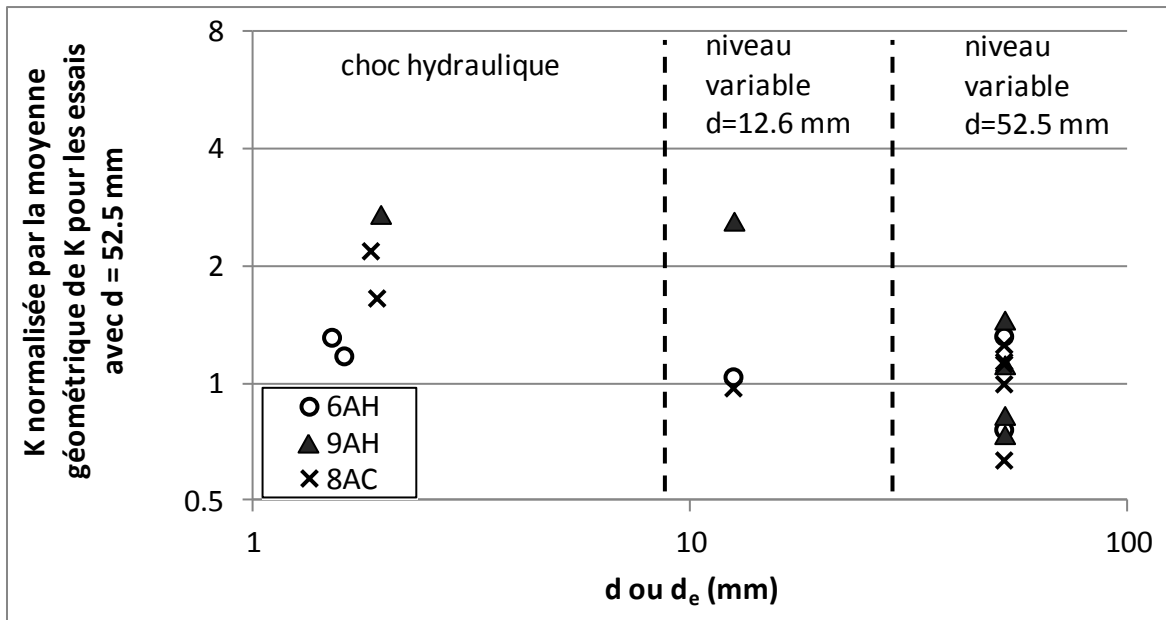 K normalisée par la moyenne
géométrique de K pour les essais
avec d = 52.5 mm
8
4
2
1
0.5
choc hydraulique
niveau
variable
d=12.6 mm
niveau
variable
d=52.5 mm
6AH
9AH
8AC
1
10
100
d ou de (mm)